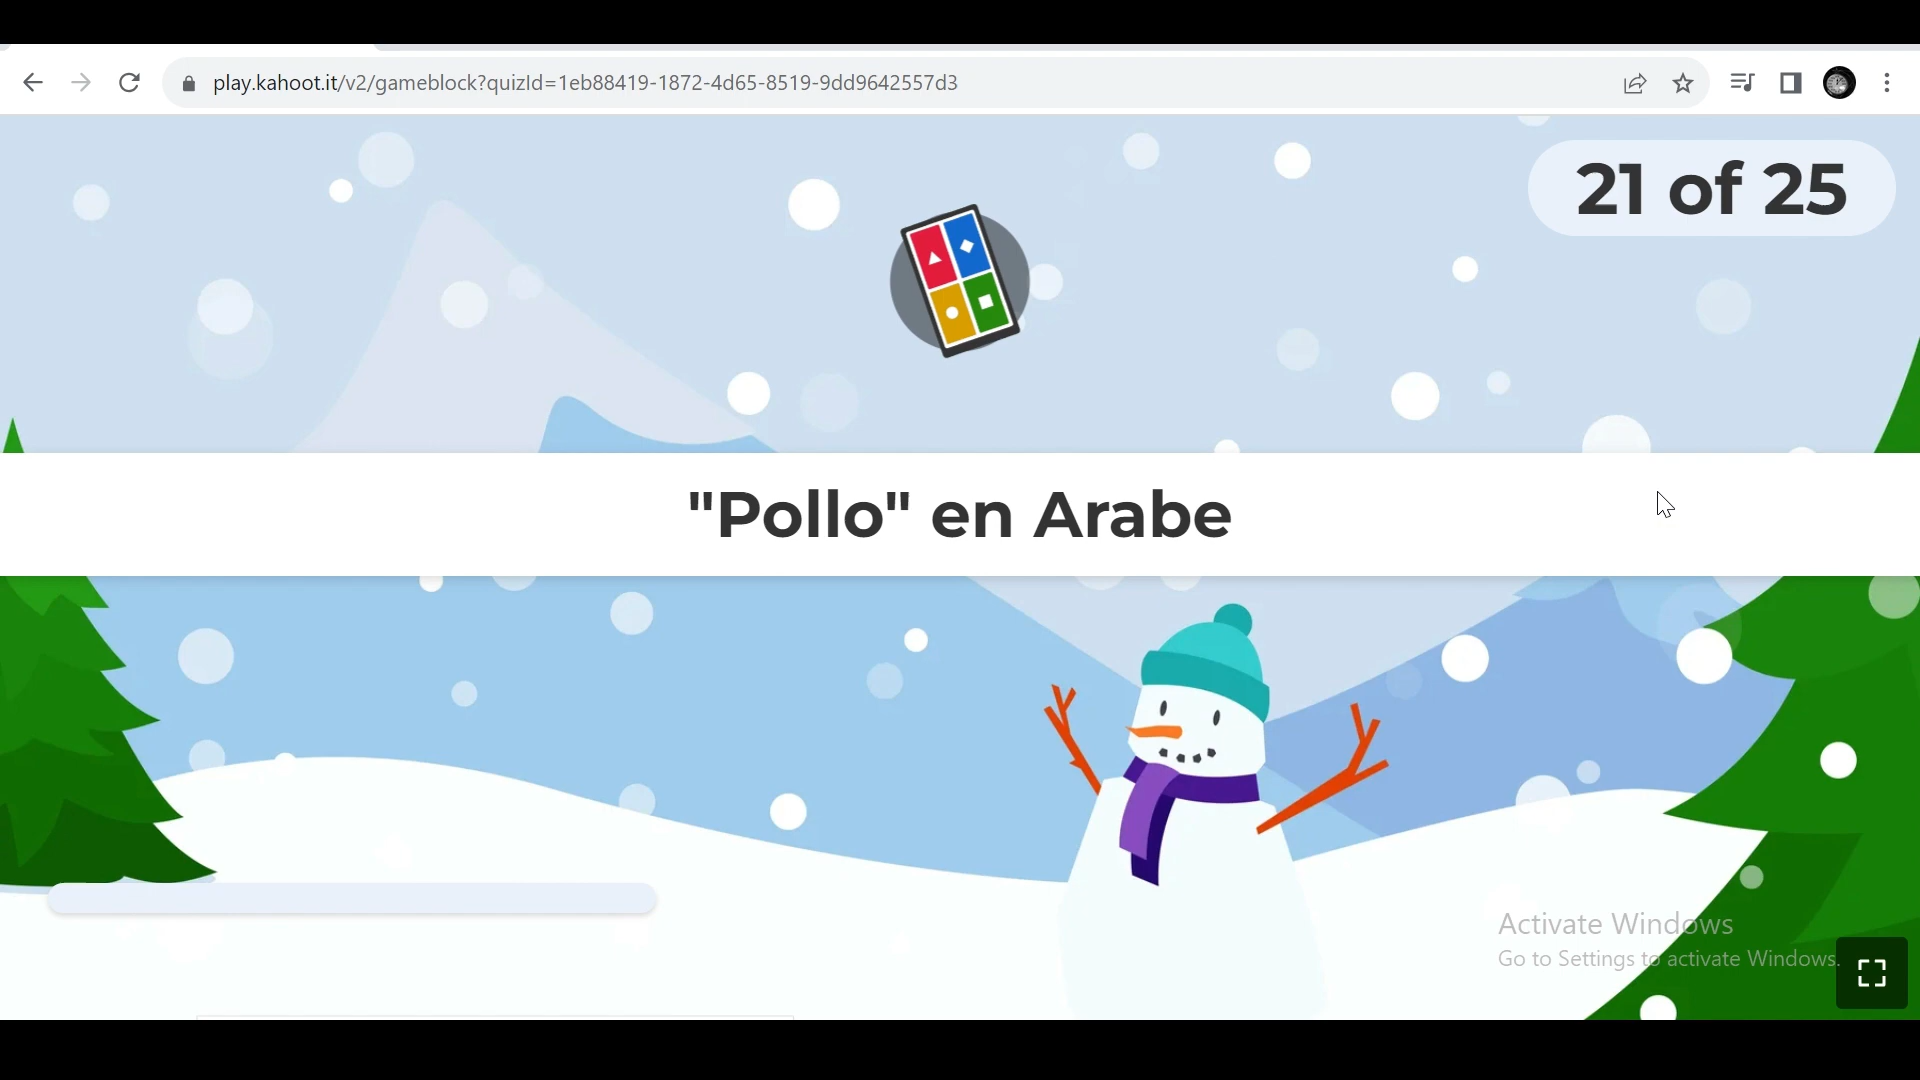 play.kahoot.it/v2/gameblock?quizId=1eb88419-1872-4d65-8519-9dd9642557d3
21 of 25
"Pollo" en Arabe
Activate Windows
Go to Settings to activate Windows.